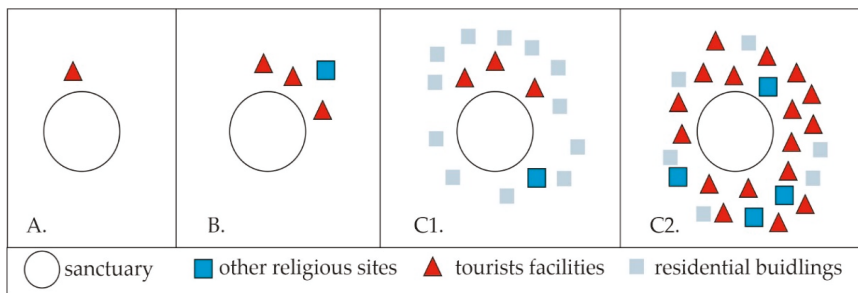 A.
B.
C1.
C2.
sanctuary
other religious sites
tourists facilities
residential buidlings